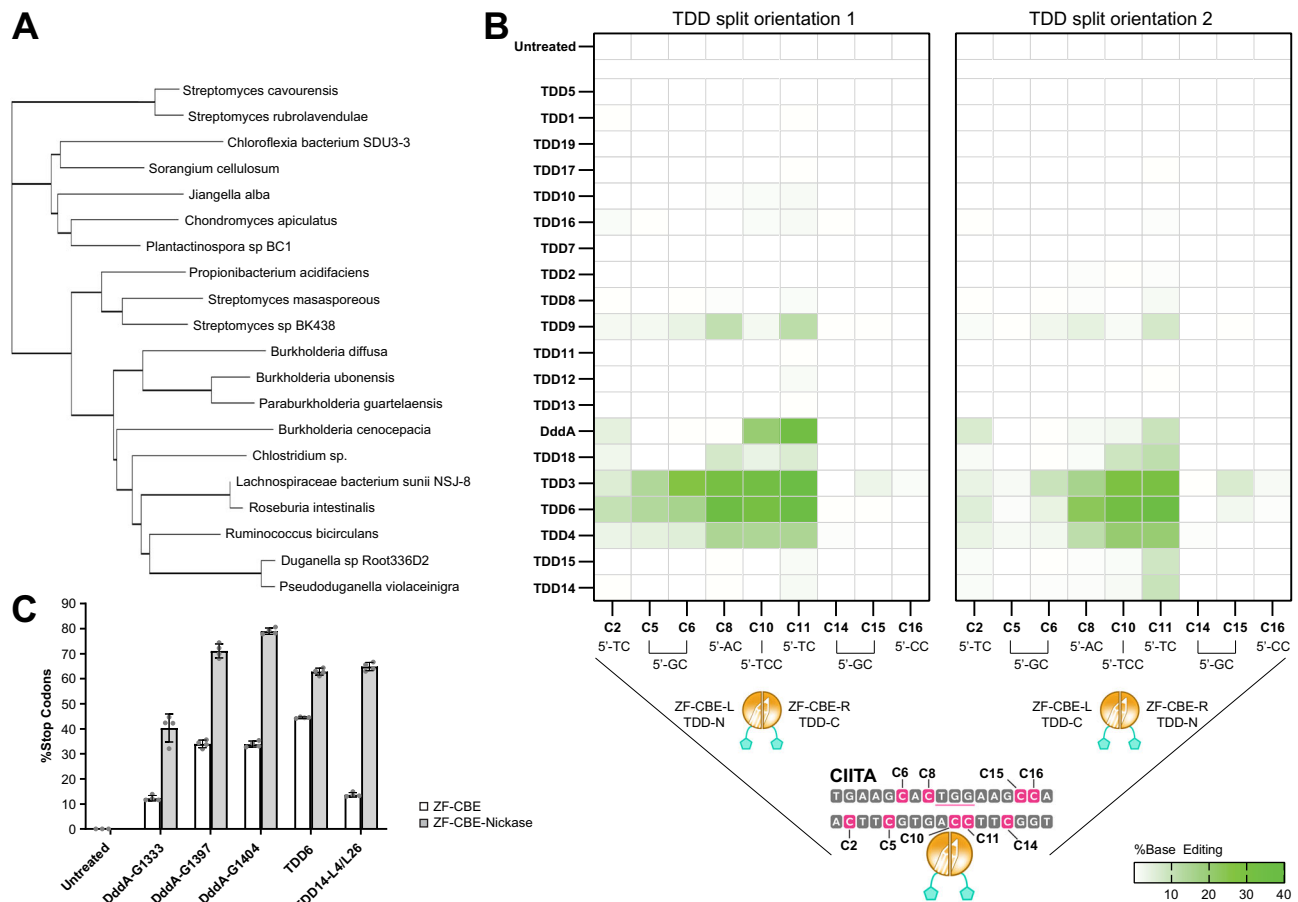 A
Streptomyces cavourensis
Streptomyces rubrolavendulae
Chloroflexia bacterium SDU3-3
Sorangium cellulosum
Jiangella alba
Chondromyces apiculatus
Plantactinospora sp BC1
Propionibacterium acidifaciens
Streptomyces masasporeous
Streptomyces sp BK438
Burkholderia diffusa
Burkholderia ubonensis
Paraburkholderia guartelaensis
Burkholderia cenocepacia
Chlostridium sp.
Lachnospiraceae bacterium sunii NSJ-8
Roseburia intestinalis
Ruminococcus bicirculans
Duganella sp Root336D2
Pseudoduganella violaceinigra
B
TDD split orientation 1
TDD split orientation 2
Untreated
TDD5
TDD1
TDD19
TDD17
TDD10
TDD16
TDD7
TDD2
TDD8
TDD9
TDD11
TDD12
TDD13
DddA
TDD18
TDD3
TDD6
TDD4
TDD15
TDD14
C2 C5 C6 C8 C10 C11 C14 C15 C16
5'-TC 5'-AC 5'-TC 5'-CC
5'-GC 5'-TCC 5'-GC
C2 C5 C6 C8 C10 C11 C14 C15 C16
5'-TC 5'-AC 5'-TC 5'-CC
5'-GC 5'-TCC 5'-GC
ZF-CBE-L ZF-CBE-R
TDD-N TDD-C
ZF-CBE-L ZF-CBE-R
TDD-C TDD-N
CIITA
C6 C8 C15 C16
TGAAGCACTGGAAGCCA
ACTTCGTGACCTTCGGT
C2 C5 C10 C11 C14
%Base Editing
10 20 30 40
C
%Stop Codons
90
80
70
60
50
40
30
20
10
0
Untreated
DddA-G1333
DddA-G1397
DddA-G1404
TDD6
TDD14-L4/L26
ZF-CBE
ZF-CBE-Nickase